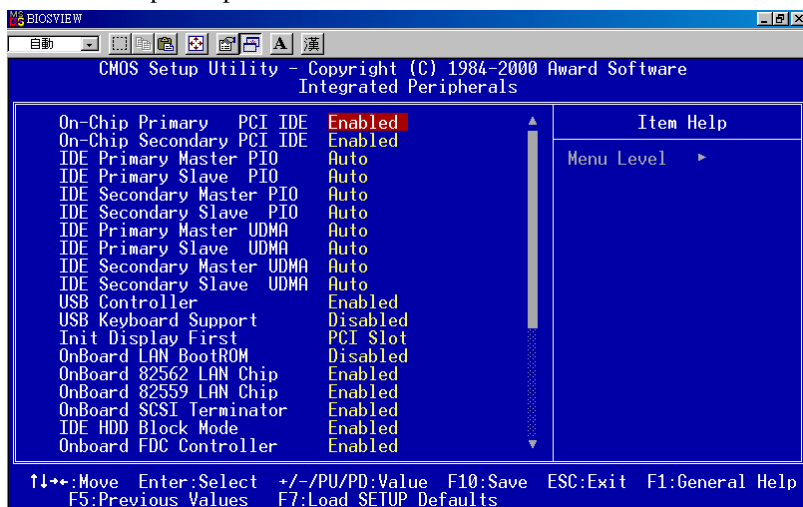 BIOSVIEW
自動
A 漢
CMOS Setup Utility - Copyright (C) 1984-2000 Award Software
Integrated Peripherals
On-Chip Primary PCI IDE Enabled
On-Chip Secondary PCI IDE Enabled
IDE Primary Master PIO Auto
IDE Primary Slave PIO Auto
IDE Secondary Master PIO Auto
IDE Secondary Slave PIO Auto
IDE Primary Master UDMA Auto
IDE Primary Slave UDMA Auto
IDE Secondary Master UDMA Auto
IDE Secondary Slave UDMA Auto
USB Controller Enabled
USB Keyboard Support Disabled
Init Display First PCI Slot
OnBoard LAN BootROM Disabled
OnBoard 82562 LAN Chip Enabled
OnBoard 82559 LAN Chip Enabled
OnBoard SCSI Terminator Enabled
IDE HDD Block Mode Enabled
Onboard FDC Controller Enabled
Item Help
Menu Level ▸
↑↓→←:Move Enter:Select +/-/PU/PD:Value F10:Save ESC:Exit F1:General Help
F5:Previous Values F7:Load SETUP Defaults